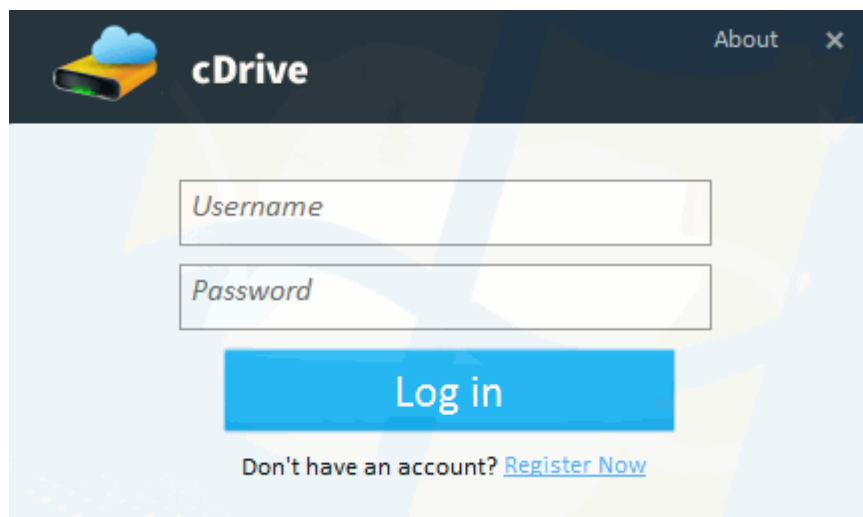 cDrive
About ×
Username
Password
Log in
Don't have an account? Register Now